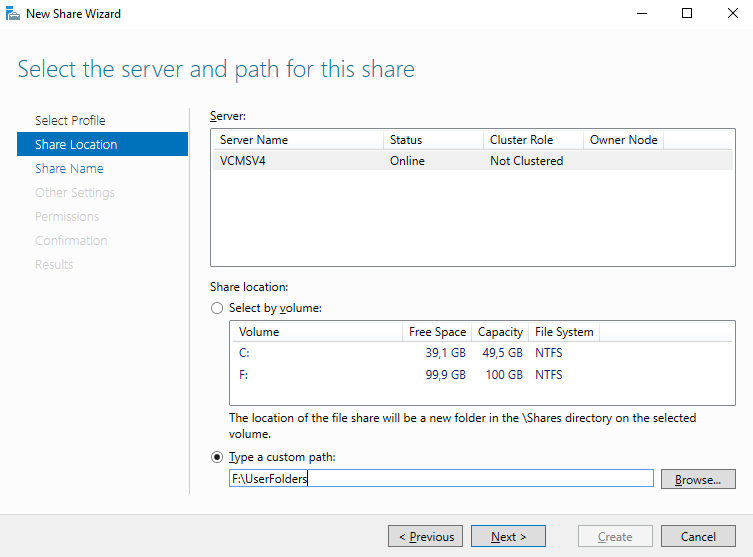 New Share Wizard
Select the server and path for this share
Select Profile
Share Location
Share Name
Other Settings
Permissions
Confirmation
Results
Server:
Server Name Status Cluster Role Owner Node
VCMSV4 Online Not Clustered
Share location:
Select by volume:
Volume Free Space Capacity File System
C: 39,1 GB 49,5 GB NTFS
F: 99,9 GB 100 GB NTFS
The location of the file share will be a new folder in the \Shares directory on the selected
volume.
Type a custom path:
F:\UserFolders
Browse...
< Previous Next > Create Cancel